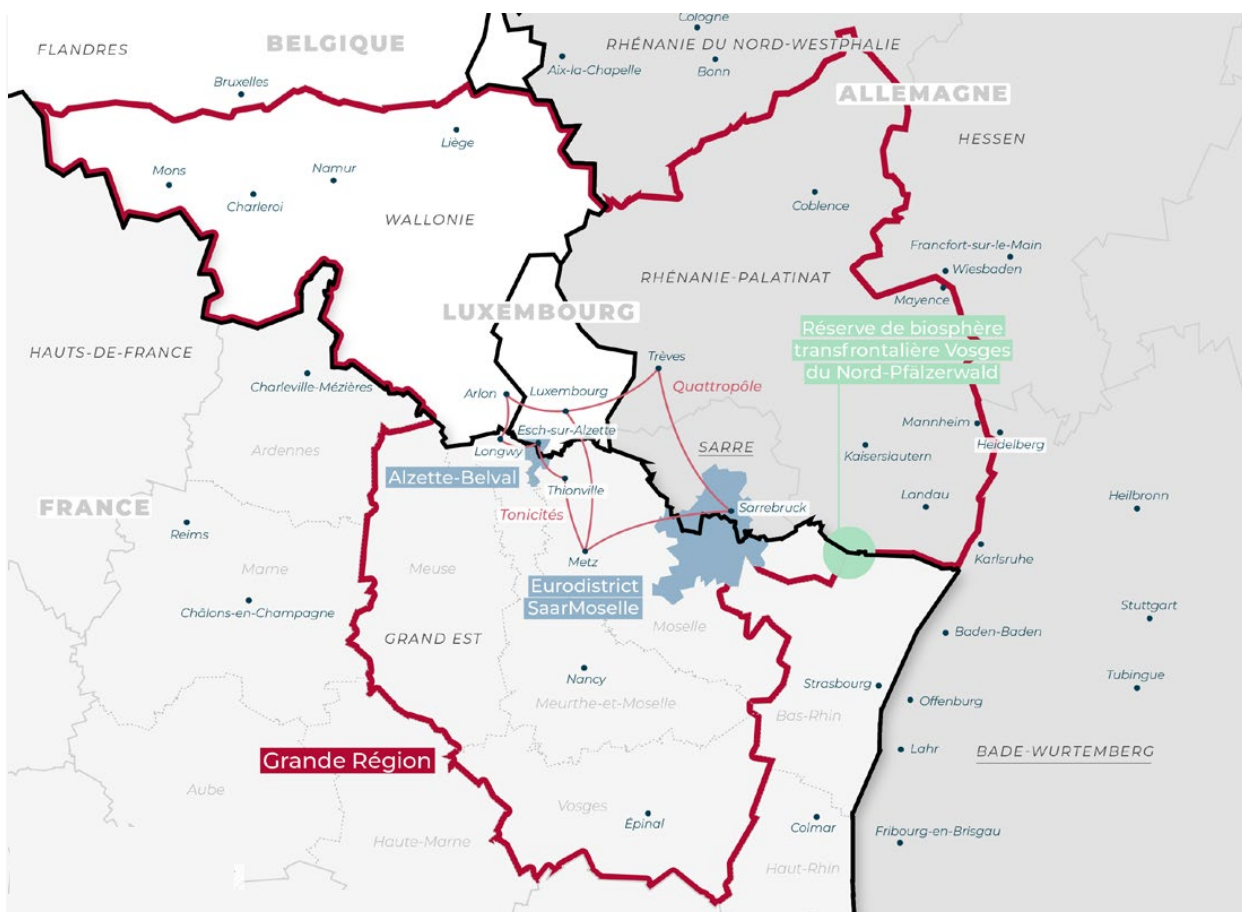 Cologne
FLANDRES
BELGIQUE
RHÉNANIE DU NORD-WESTPHALIE
Aix-la-Chapelle
Bonn
Bruxelles
ALLEMAGNE
HESSEN
Liège
Mons
Namur
Charleroi
Coblence
WALLONIE
Francfort-sur-le-Main
Wiesbaden
RHÉNANIE-PALATINAT
Mayence
LUXEMBOURG
Réserve de biosphère
transfrontalière Vosges
du Nord-Pfälzerwald
HAUTS-DE-FRANCE
Trèves
Charleville-Mézières
Quattropôle
Arlon
Luxembourg
Esch-sur-Alzette
Mannheim
Ardennes
Longwy
SARRE
Heidelberg
Kaiserslautern
Alzette-Belval
Thionville
Landau
Heilbronn
FRANCE
Tonicités
Sarrebruck
Reims
Metz
Karlsruhe
Marne
Meuse
Eurodistrict
SaarMoselle
Châlons-en-Champagne
Stuttgart
Moselle
GRAND EST
Baden-Baden
Nancy
Strasbourg
Tubingue
Meurthe-et-Moselle
Offenburg
Bas-Rhin
Lahr
BADE-WURTEMBERG
Grande Région
Aube
Vosges
Épinal
Colmar
Fribourg-en-Brisgau
Haute-Marne
Haut-Rhin